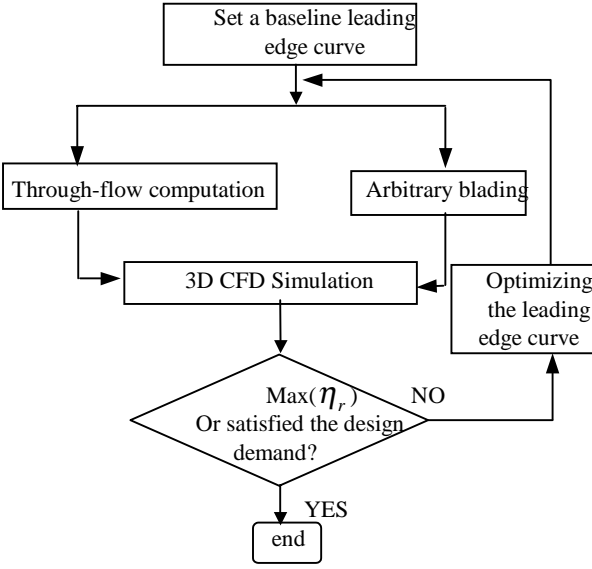 Set a baseline leading
edge curve
Through-flow computation
Arbitrary blading
3D CFD Simulation
Optimizing
the leading
edge curve
Max(η_r)
Or satisfied the design
demand?
NO
YES
end